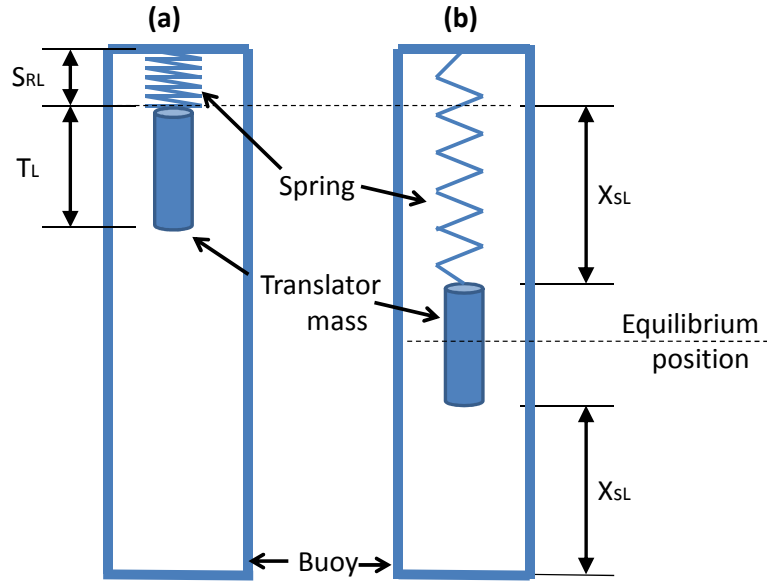 (a)
(b)
SRL
TL
Spring
XsL
Translator
mass
Equilibrium
position
XsL
Buoy